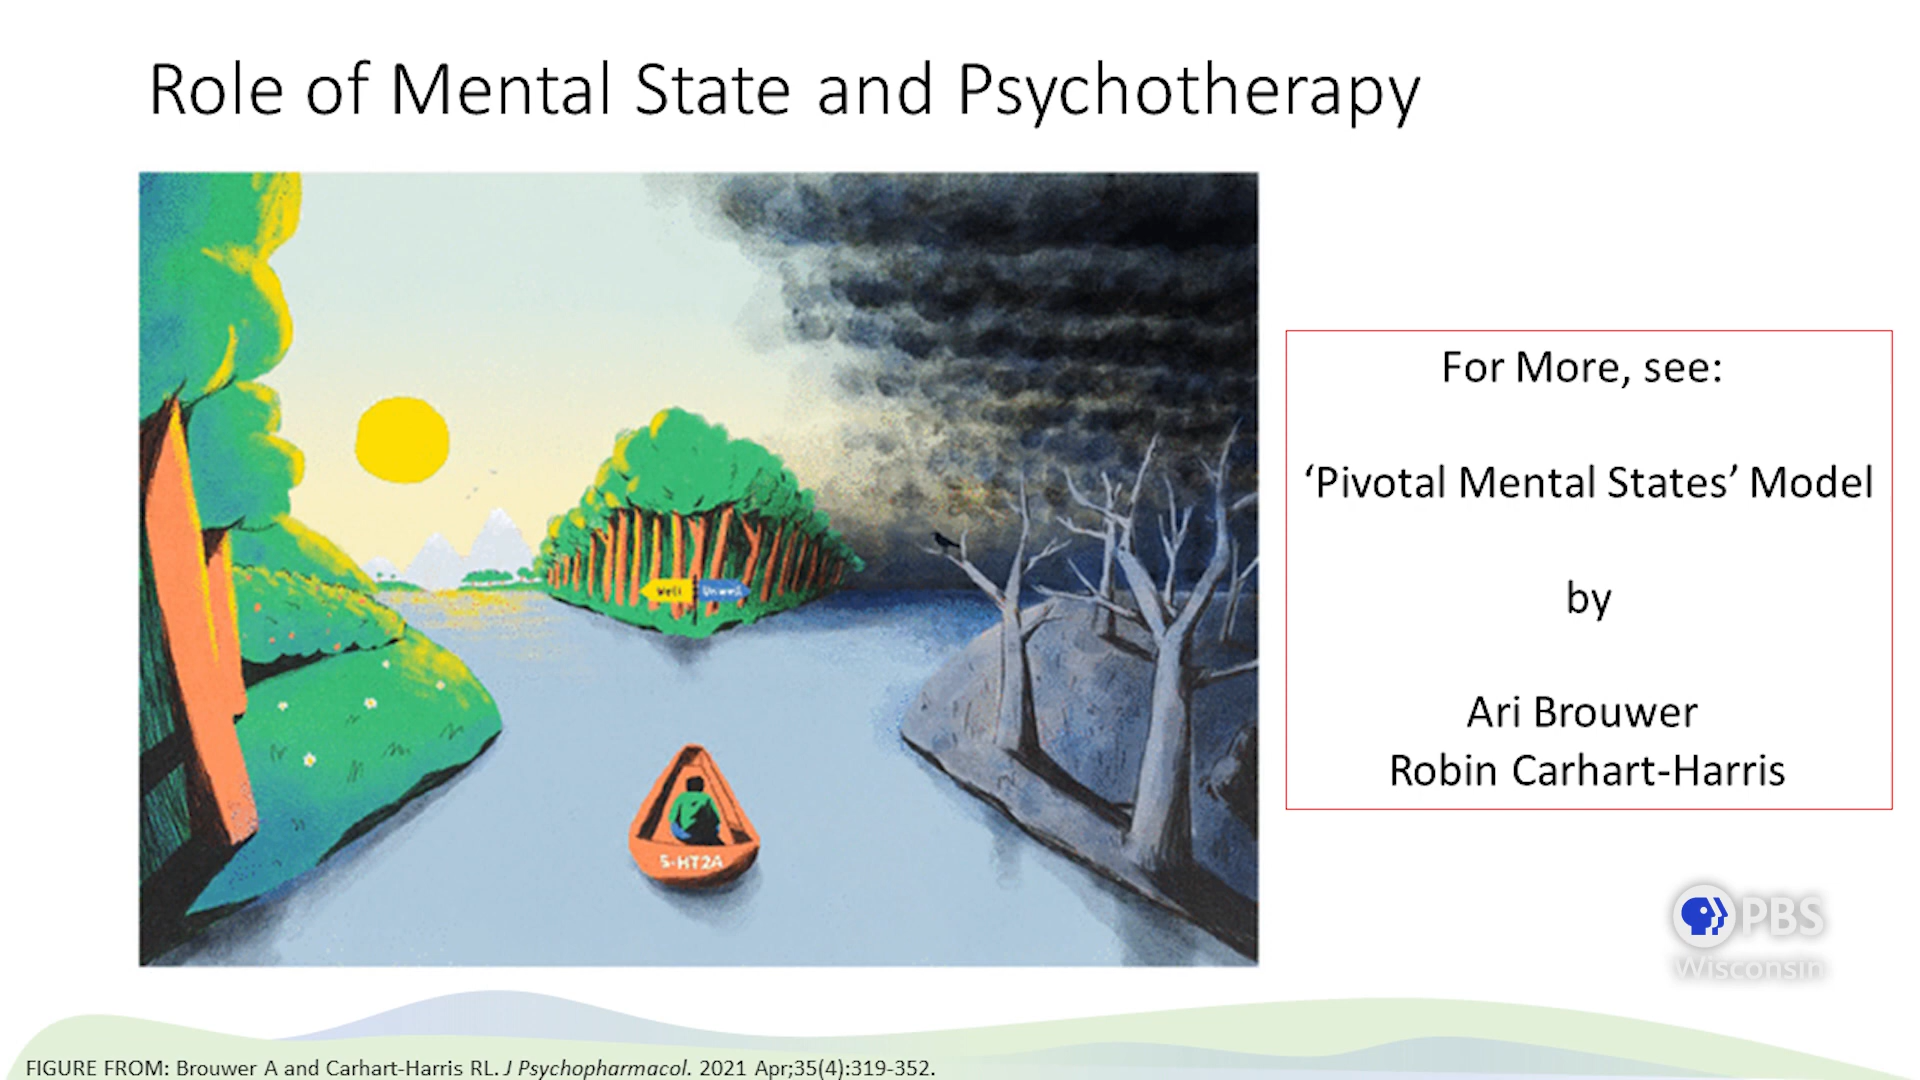 Role of Mental State and Psychotherapy
Well
Unwell
5-HT2A
For More, see:
‘Pivotal Mental States’ Model
by
Ari Brouwer
Robin Carhart-Harris
PBS
Wisconsin
FIGURE FROM: Brouwer A and Carhart-Harris RL. J Psychopharmacol. 2021 Apr;35(4):319-352.